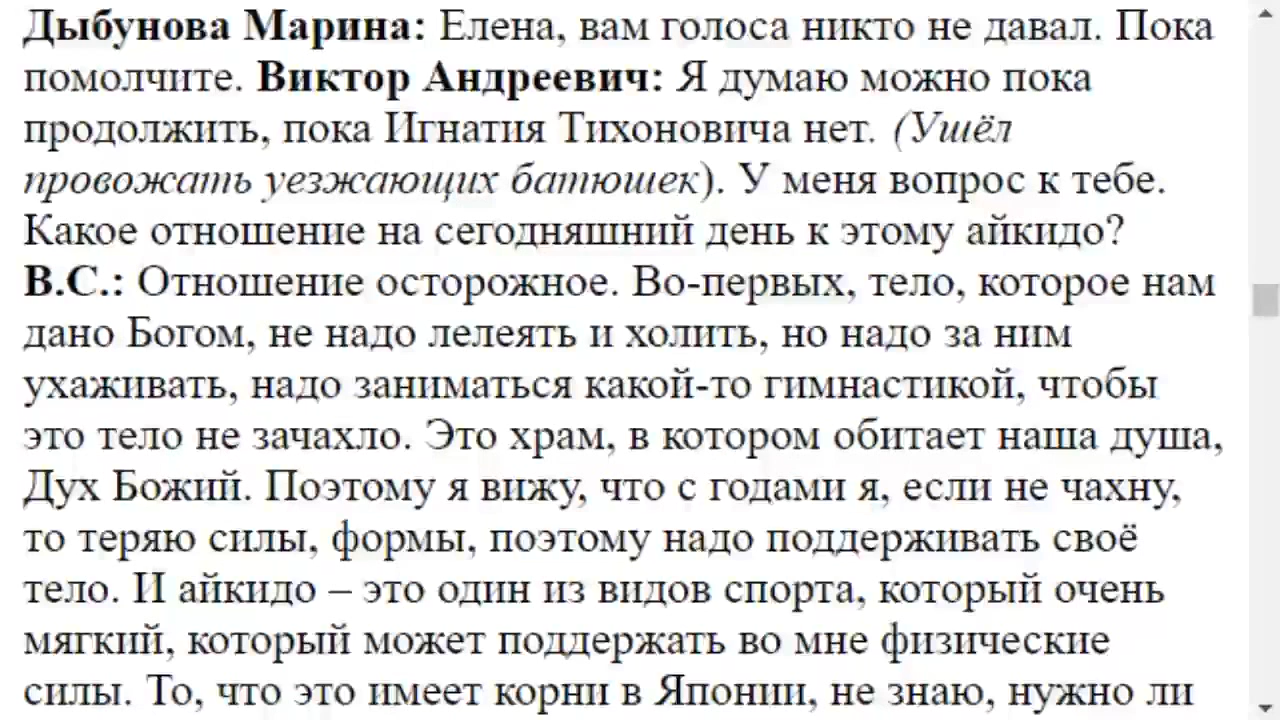 Дыбунова Марина: Елена, вам голоса никто не давал. Пока
помолчите. Виктор Андреевич: Я думаю можно пока
продолжить, пока Игнатия Тихоновича нет. (Ушёл
провожать уезжающих батюшек). У меня вопрос к тебе.
Какое отношение на сегодняшний день к этому айкидо?
В.С.: Отношение осторожное. Во-первых, тело, которое нам
дано Богом, не надо лелеять и холить, но надо за ним
ухаживать, надо заниматься какой-то гимнастикой, чтобы
это тело не зачахло. Это храм, в котором обитает наша душа,
Дух Божий. Поэтому я вижу, что с годами я, если не чахну,
то теряю силы, формы, поэтому надо поддерживать своё
тело. И айкидо – это один из видов спорта, который очень
мягкий, который может поддержать во мне физические
силы. То, что это имеет корни в Японии, не знаю, нужно ли